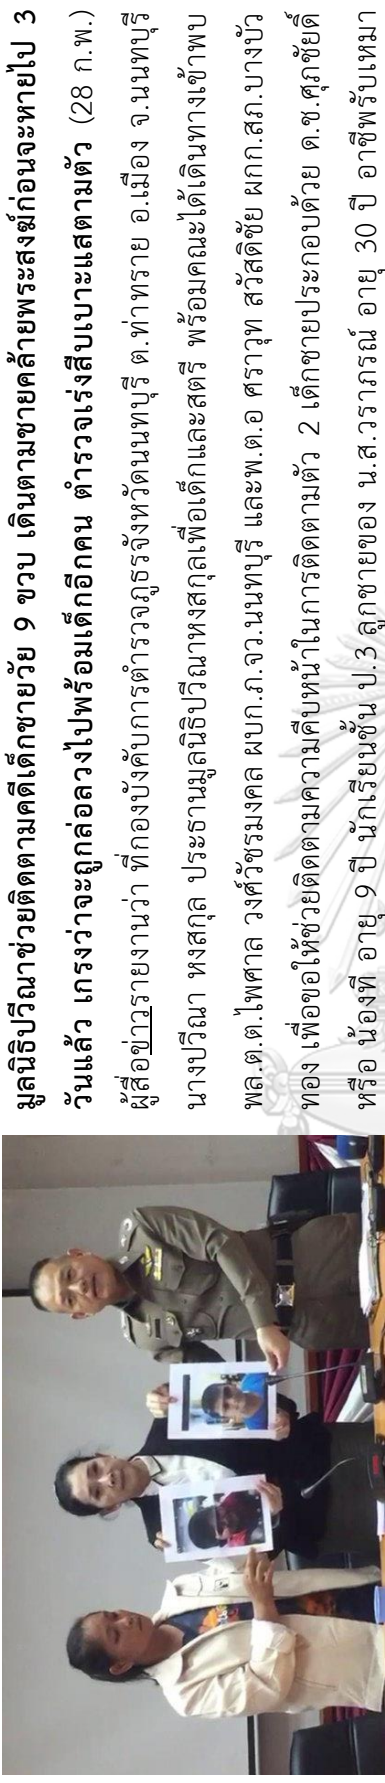 มูลนิธิปวีณาช่วยติดตามคดีเด็กชายวัย 9 ขวบ เดินตามชายคล้ายพระสงฆ์ก่อนจะหายไป 3
วันแล้ว เกรงว่าจะถูกล่อลวงไปพร้อมเด็กอีกคน ตำรวจเร่งสืบเบาะแสตามตัว (28 ก.พ.)
ผู้สื่อข่าวรายงานว่า ที่กองบังคับการตำรวจภูธรจังหวัดนนทบุรี ต.ท่าทราย อ.เมือง จ.นนทบุรี
นางปวีณา หงสกุล ประธานมูลนิธิปวีณาหงสกุลเพื่อเด็กและสตรี พร้อมคณะได้เดินทางเข้าพบ
พล.ต.ต.ไพศาล วงศ์วัชรมงคล ผบก.ภ.จว.นนทบุรี และพ.ต.อ ศราวุท สวัสดิชัย ผกก.สภ.บางบัว
ทอง เพื่อขอให้ช่วยติดตามความคืบหน้าในการติดตามตัว 2 เด็กชายประกอบด้วย ด.ช.ศุภชัยดิ์
หรือ น้องที อายุ 9 ปี นักเรียนชั้น ป.3 ลูกชายของ น.ส.วราภรณ์ อายุ 30 ปี อาชีพรับเหมา